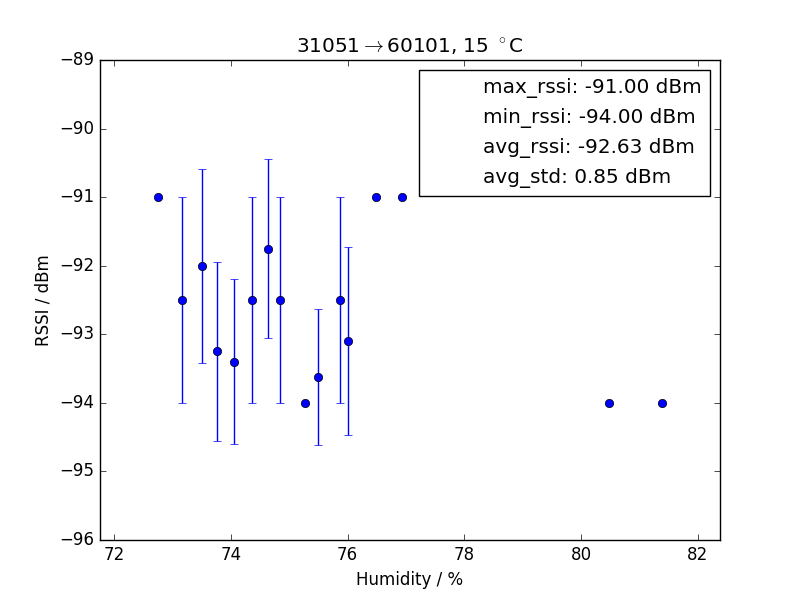 31051→60101, 15 °C
max_rssi: -91.00 dBm
min_rssi: -94.00 dBm
avg_rssi: -92.63 dBm
avg_std: 0.85 dBm
RSSI / dBm
−89
−90
−91
−92
−93
−94
−95
−96
72 74 76 78 80 82
Humidity / %